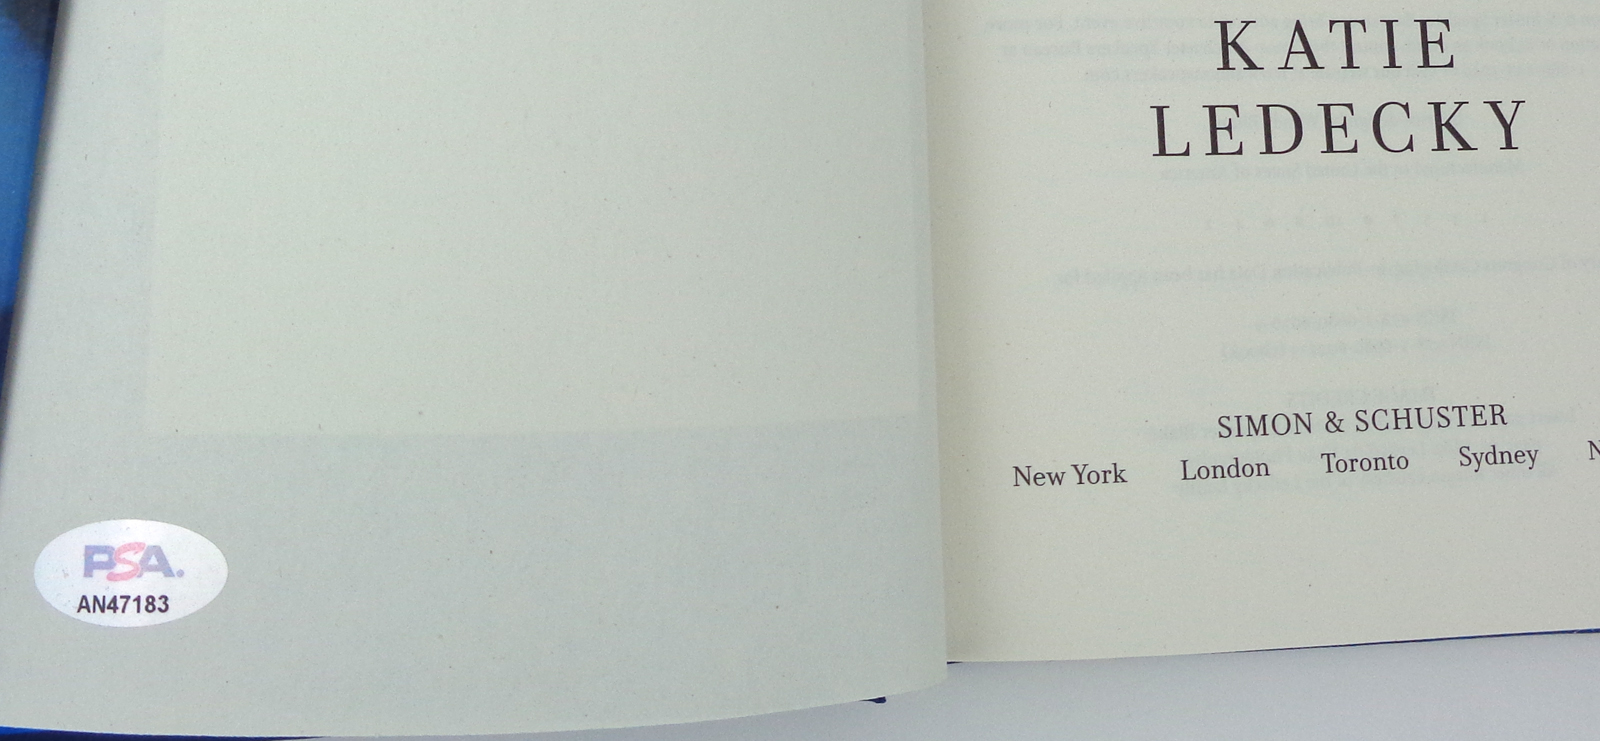 PSA.
AN47183
KATIE
LEDECKY
SIMON & SCHUSTER
New York London Toronto Sydney N